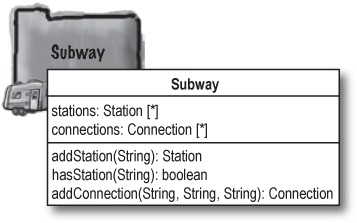 Subway
Subway
stations: Station [*]
connections: Connection [*]
addStation(String): Station
hasStation(String): boolean
addConnection(String, String, String): Connection